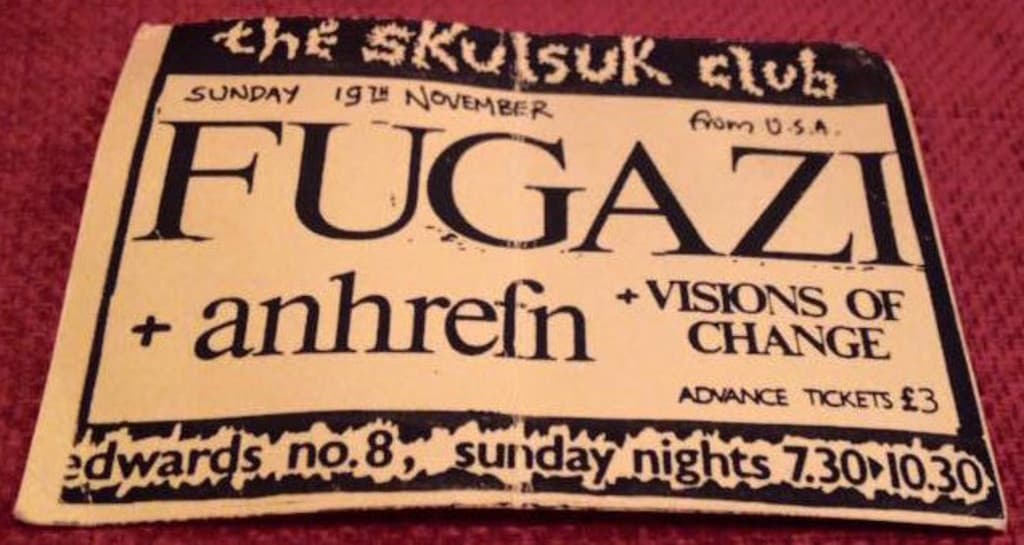 the skulsuk club
SUNDAY 19TH NOVEMBER from U.S.A.
FUGAZI
+ anhrefn + VISIONS OF CHANGE
ADVANCE TICKETS £3
edwards no.8, sunday nights 7.30▸10.30